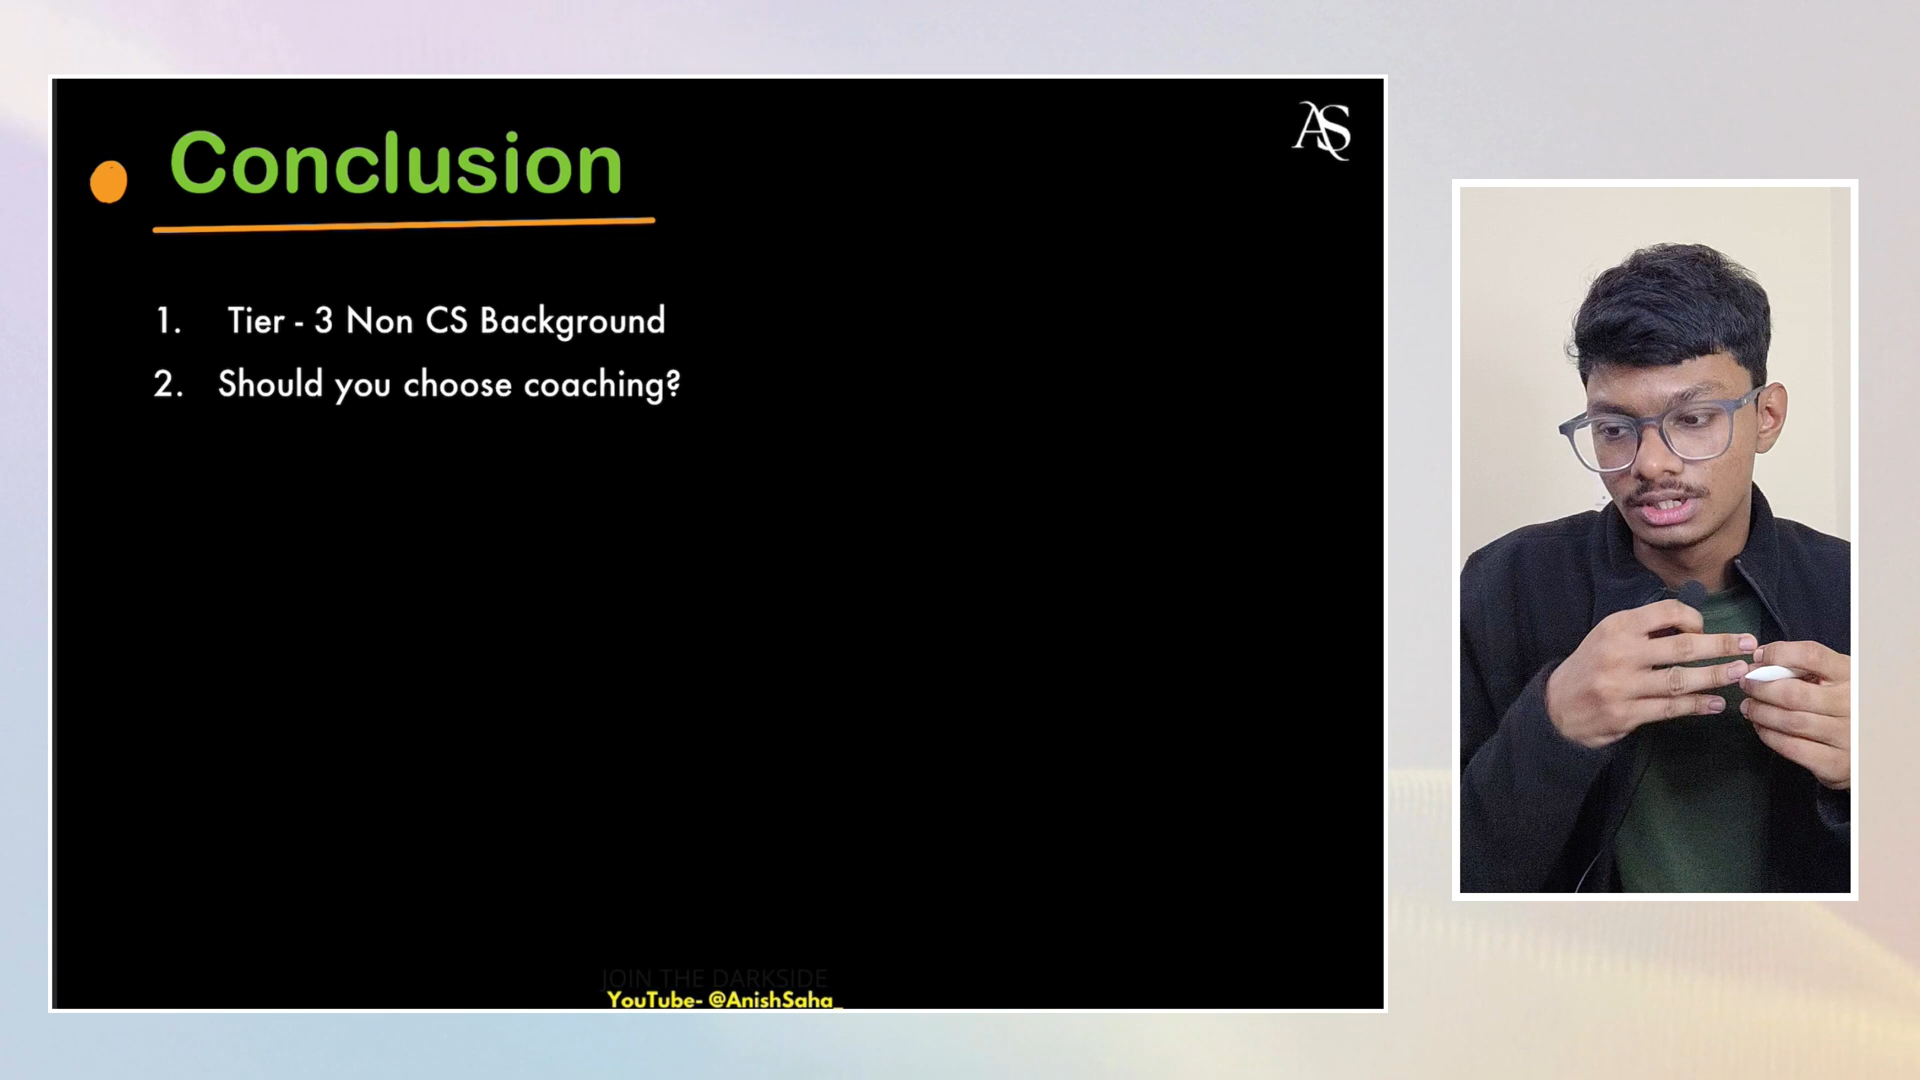 Conclusion
AS
1. Tier - 3 Non CS Background
2. Should you choose coaching?
JOIN THE DARKSIDE
YouTube- @AnishSaha_